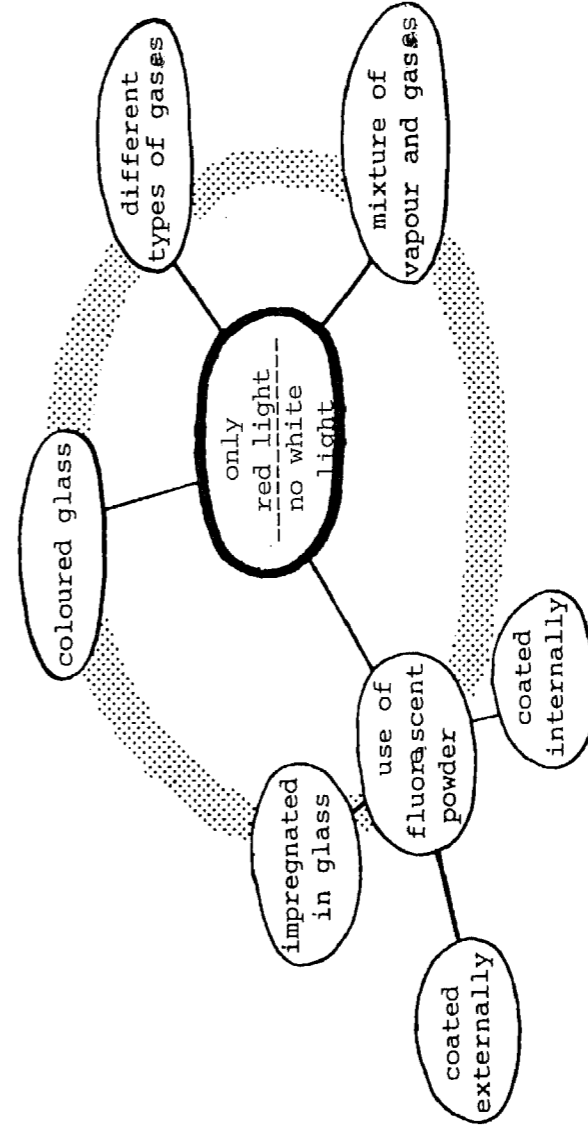 coloured glass
different
types of gases
only
red light
no white
light
impregnated
in glass
use of
fluorescent
powder
mixture of
vapour and gases
coated
externally
coated
internally